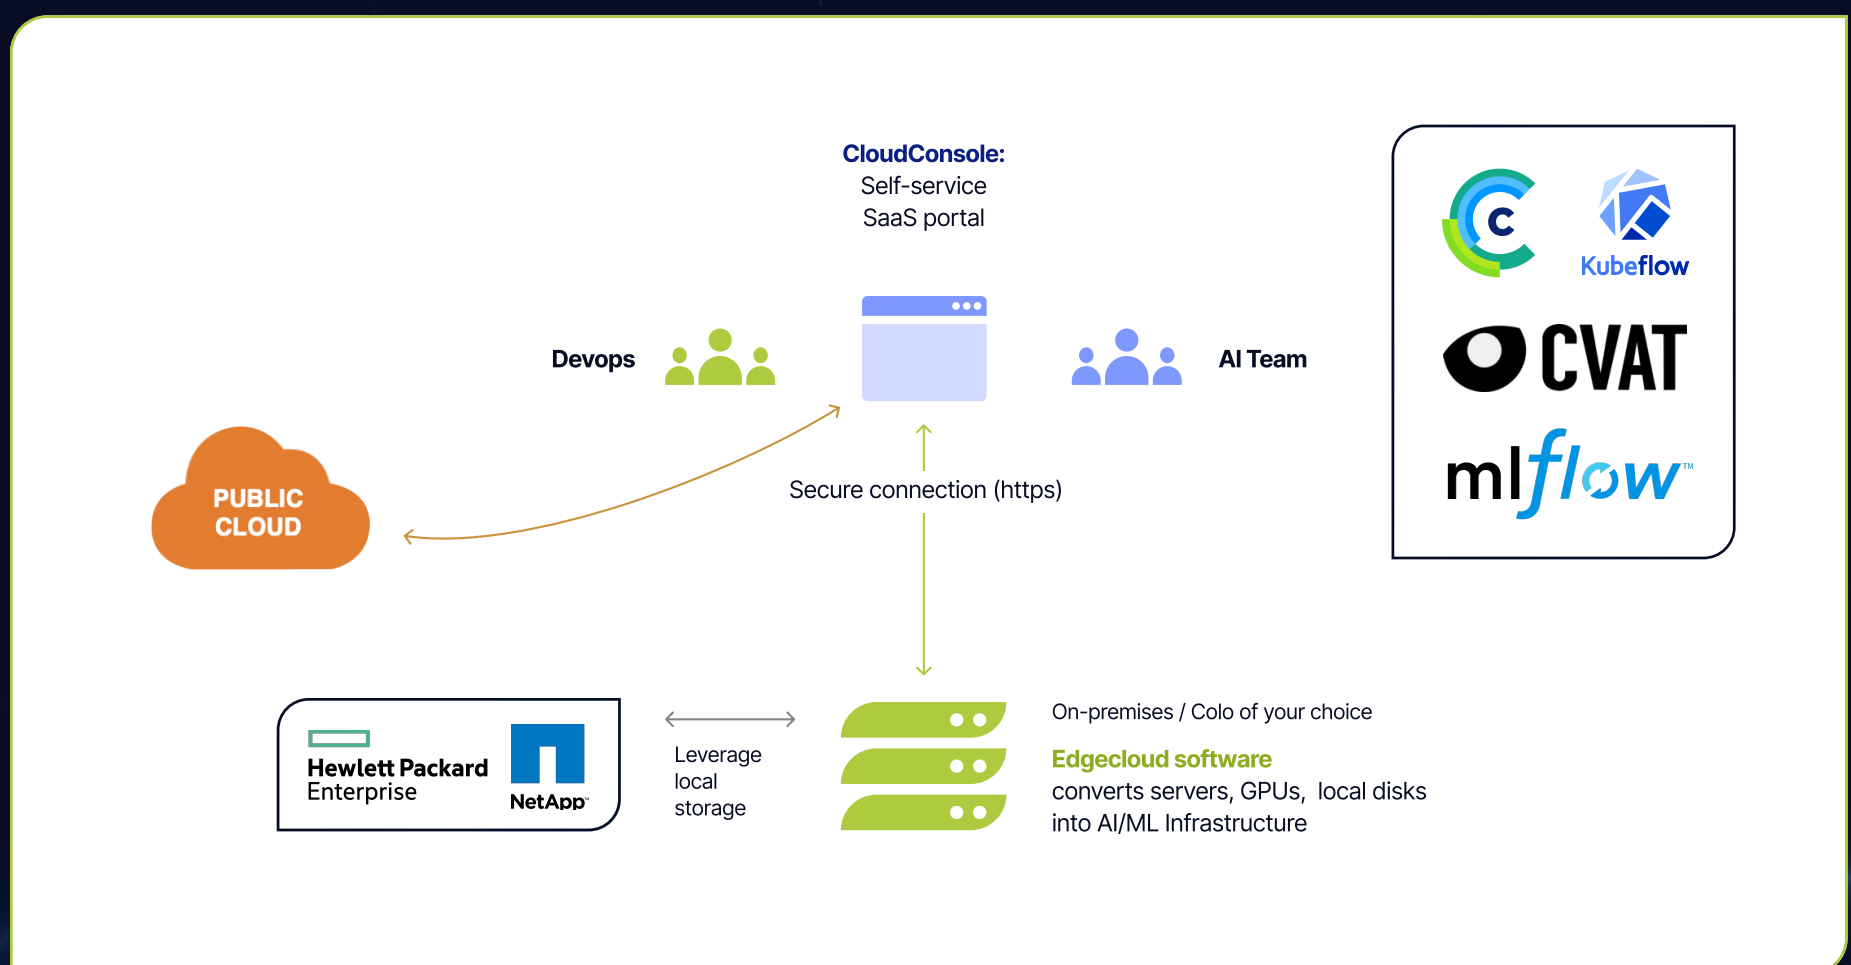 CloudConsole:
Self-service
SaaS portal
C
Kubeflow
CVAT
mlflow™
Devops
AI Team
PUBLIC
CLOUD
Secure connection (https)
Hewlett Packard
Enterprise
NetApp™
Leverage
local
storage
On-premises / Colo of your choice
Edgecloud software
converts servers, GPUs, local disks
into AI/ML Infrastructure